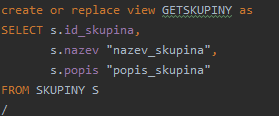 create or replace view GETSKUPINY as
SELECT s.id_skupina,
s.nazev "nazev_skupina",
s.popis "popis_skupina"
FROM SKUPINY S
/